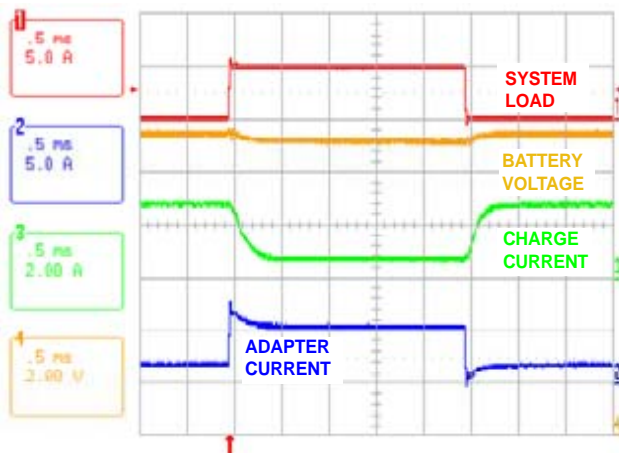 1
.5 ms
5.0 A
2
.5 ms
5.0 A
3
.5 ms
2.00 A
4
.5 ms
2.00 V
SYSTEM
LOAD
BATTERY
VOLTAGE
CHARGE
CURRENT
ADAPTER
CURRENT